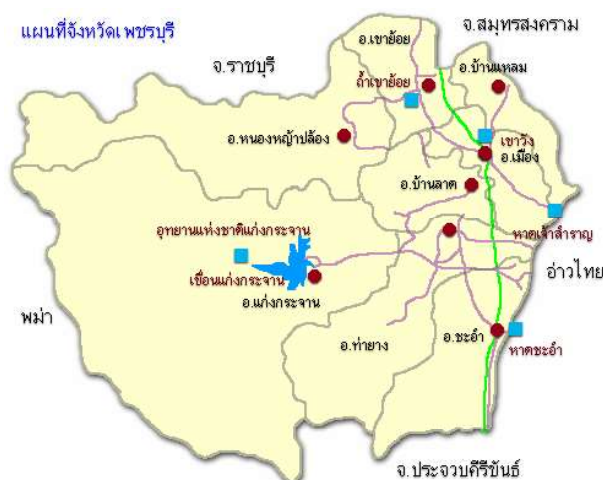 แผนที่จังหวัดเพชรบุรี
จ.สมุทรสงคราม
อ.เขาย้อย
จ.ราชบุรี
อ.บ้านแหลม
ถ้ำเขาย้อย
อ.หนองหญ้าปล้อง
เขาวัง
อ.เมือง
อ.บ้านลาด
อุทยานแห่งชาติแก่งกระจาน
หาดเจ้าสำราญ
เขื่อนแก่งกระจาน
อ่าวไทย
อ.แก่งกระจาน
พม่า
อ.ชะอำ
อ.ท่ายาง
หาดชะอำ
จ.ประจวบคีรีขันธ์